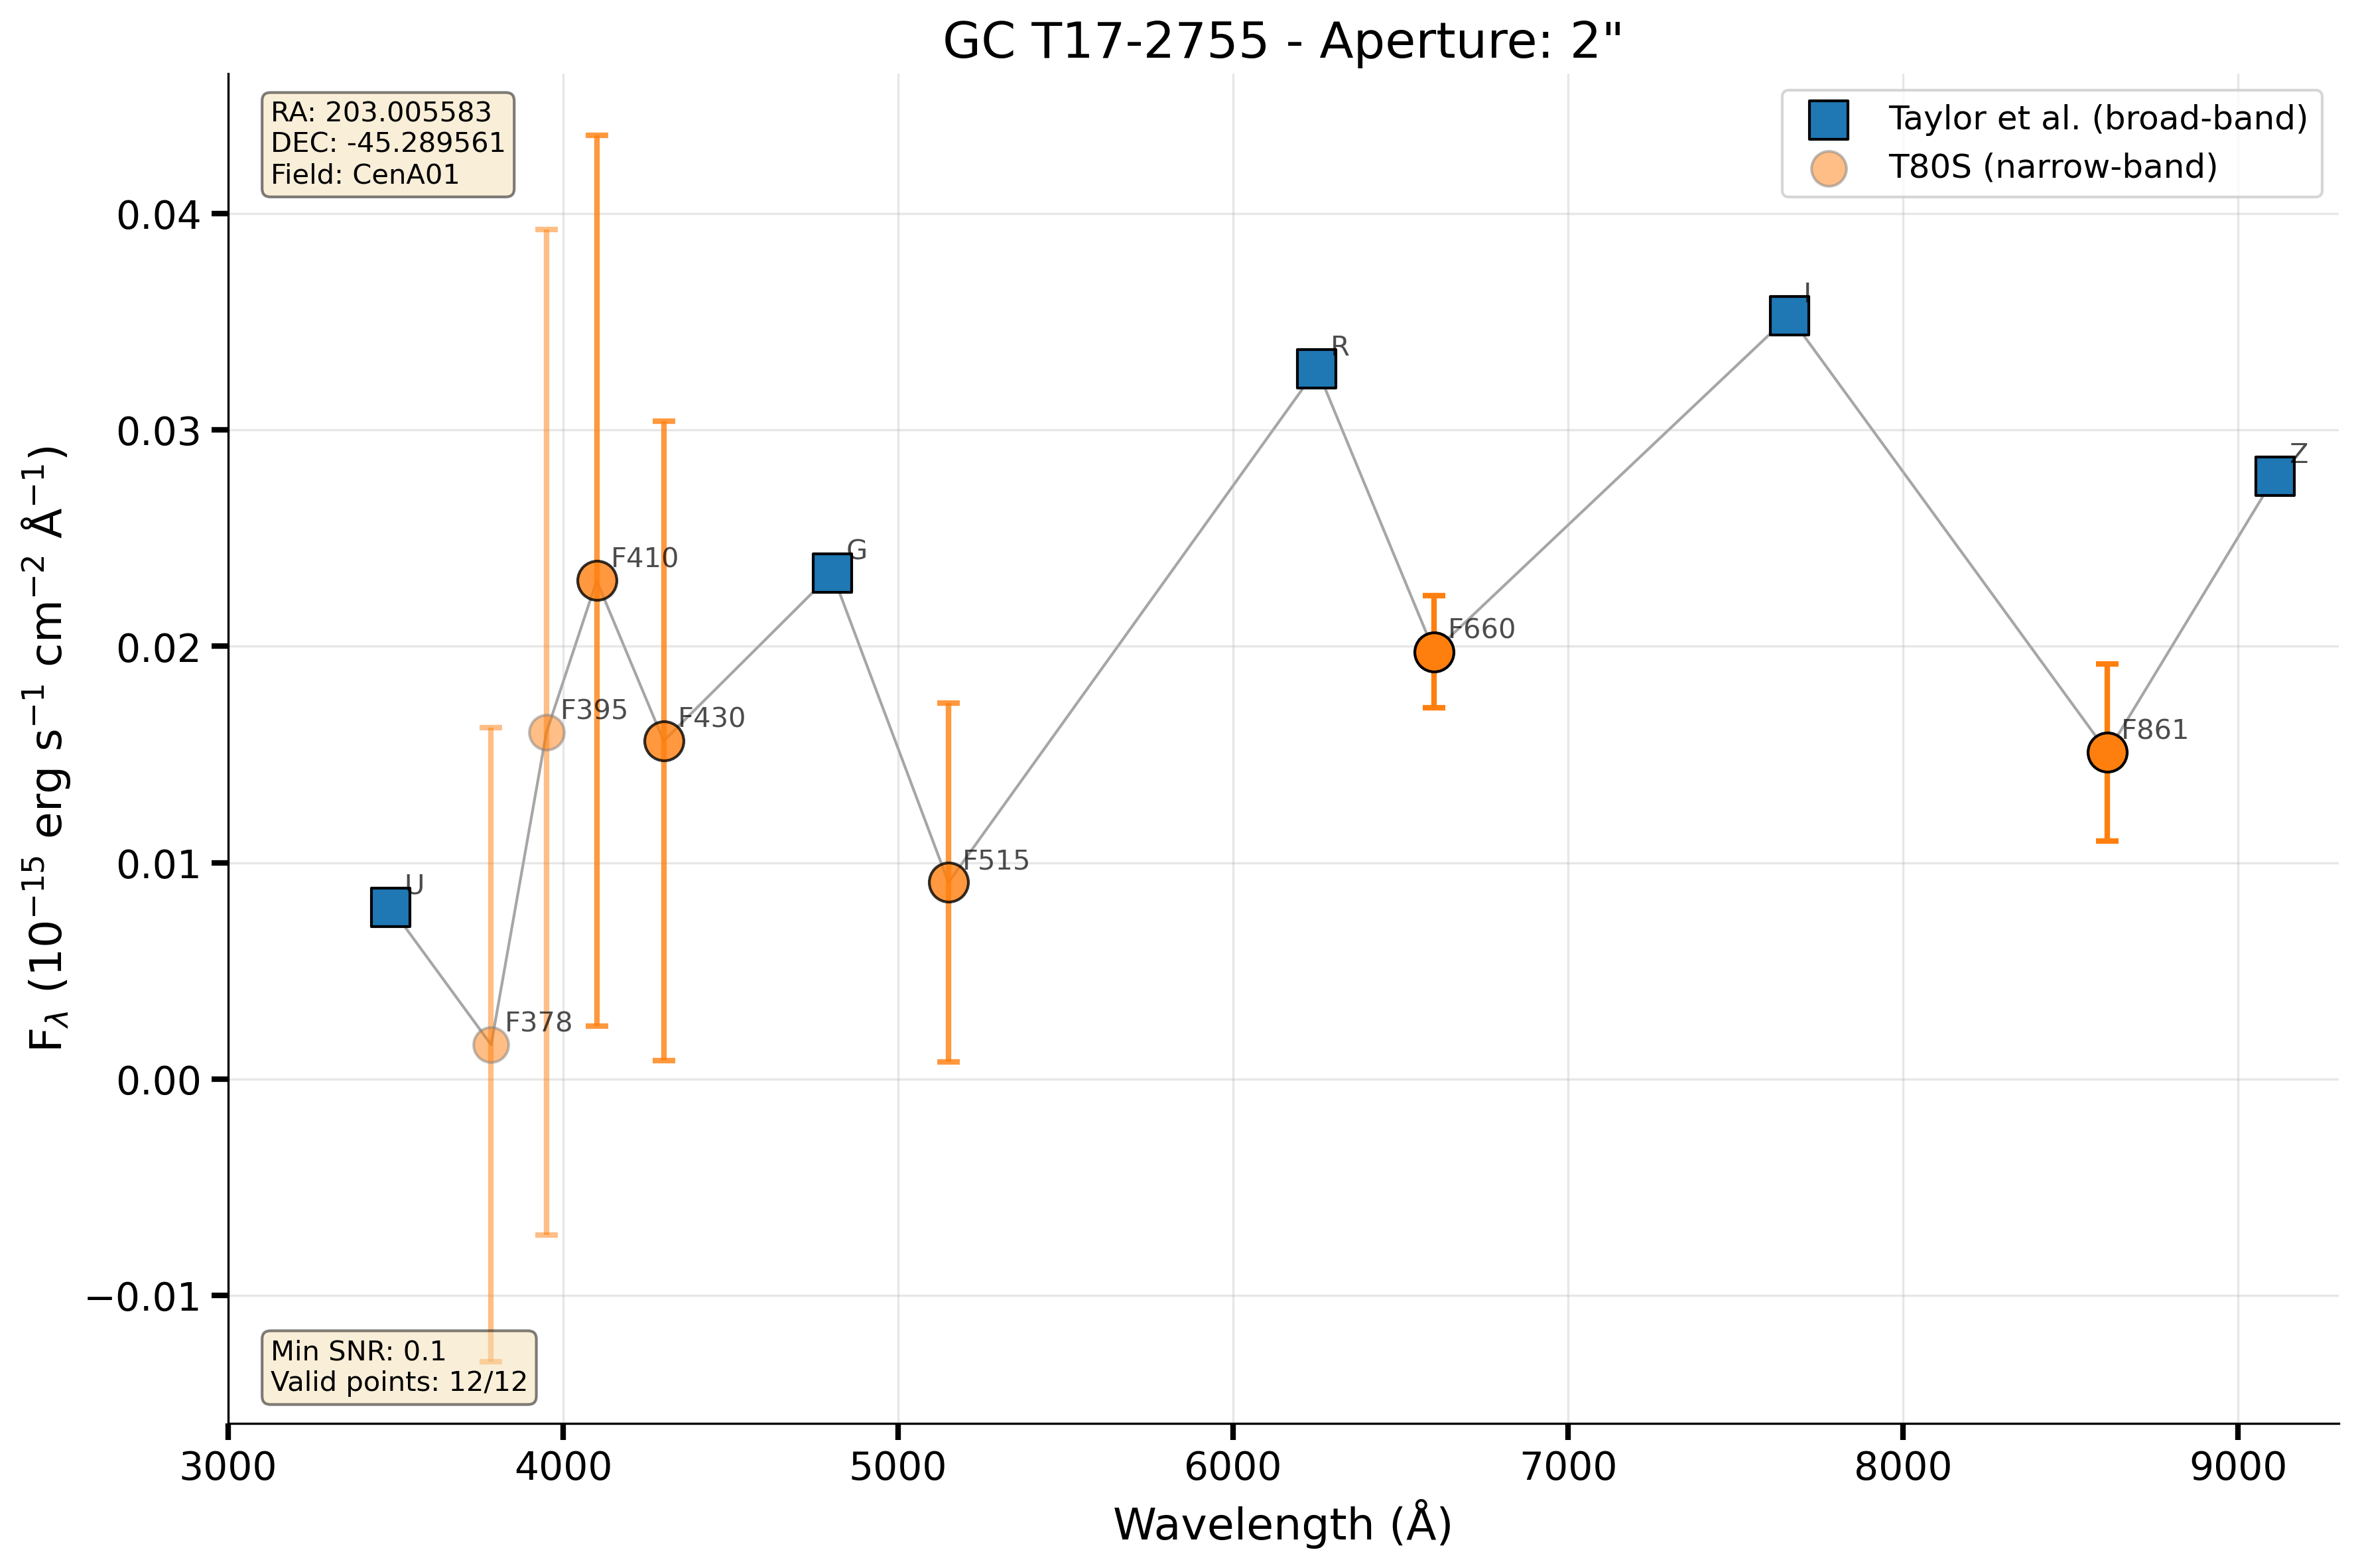 GC T17-2755 - Aperture: 2"
RA: 203.005583
DEC: -45.289561
Field: CenA01
Taylor et al. (broad-band)
T80S (narrow-band)
F410
F395
F430
F378
U
G
F515
R
F660
I
F861
Z
0.04
0.03
0.02
0.01
0.00
−0.01
F_λ (10⁻¹⁵ erg s⁻¹ cm⁻² Å⁻¹)
Min SNR: 0.1
Valid points: 12/12
3000 4000 5000 6000 7000 8000 9000
Wavelength (Å)